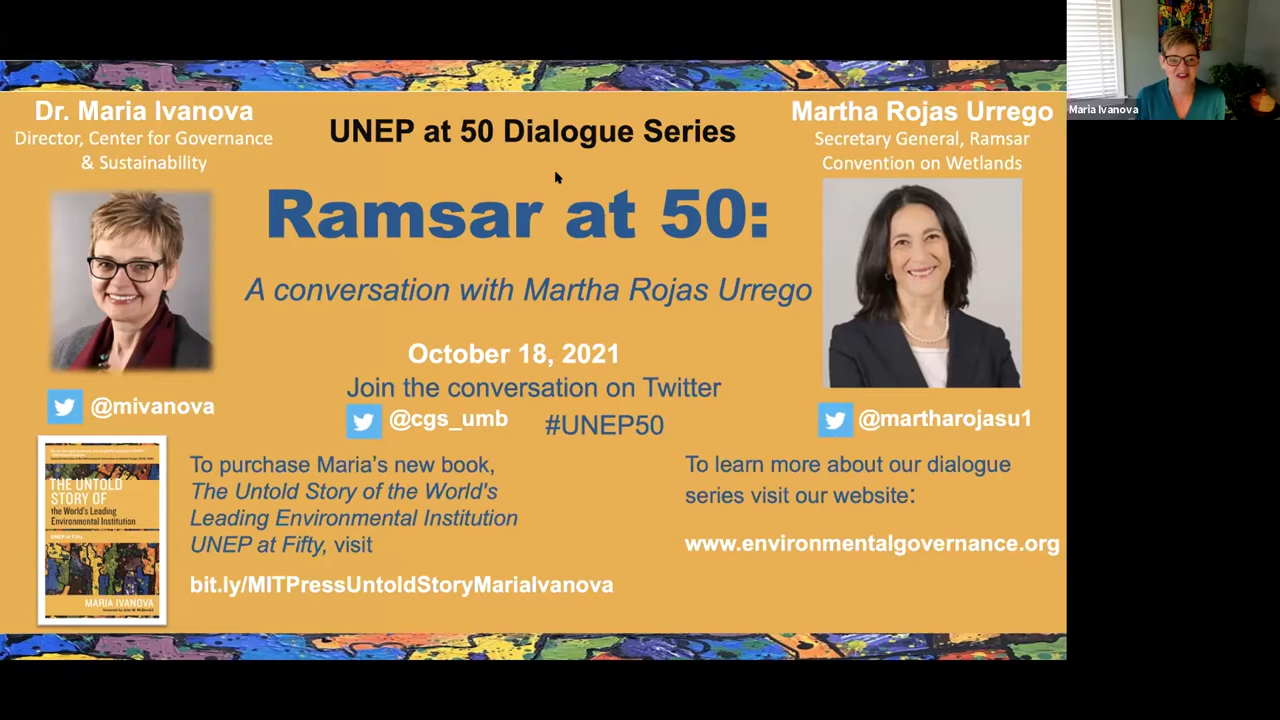 Dr. Maria Ivanova
Director, Center for Governance
& Sustainability
@mivanova
UNEP at 50 Dialogue Series
Ramsar at 50:
A conversation with Martha Rojas Urrego
October 18, 2021
Join the conversation on Twitter
@cgs_umb #UNEP50
Martha Rojas Urrego
Secretary General, Ramsar
Convention on Wetlands
@martharojasu1
THE UNTOLD
STORY OF
the World's Leading
Environmental Institution
UNEP at Fifty
MARIA IVANOVA
To purchase Maria's new book,
The Untold Story of the World's
Leading Environmental Institution
UNEP at Fifty, visit
bit.ly/MITPressUntoldStoryMariaIvanova
To learn more about our dialogue
series visit our website:
www.environmentalgovernance.org
Maria Ivanova